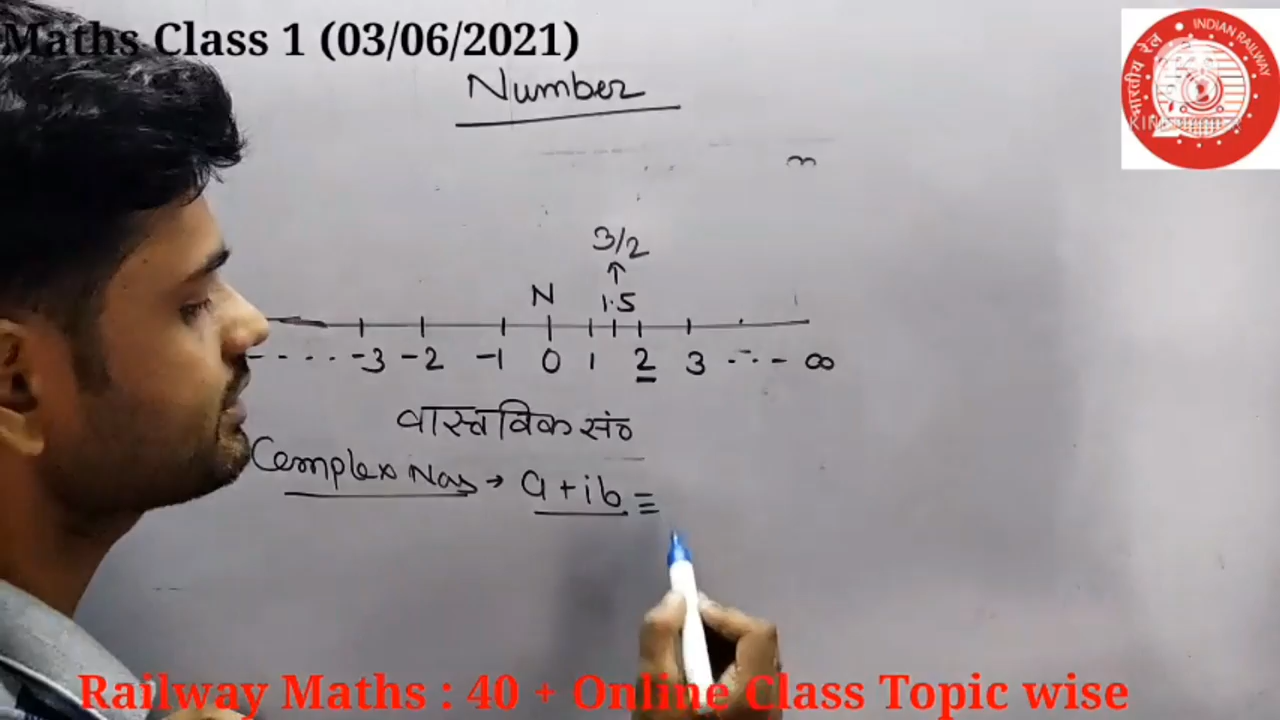 Maths Class 1 (03/06/2021)
INDIAN RAILWAY
भारतीय रेल
Number
3/2
N 1.5
-3 -2 -1 0 1 2 3 ... ∞
वास्तविक सं०
Complex Nos → a + ib =
Railway Maths : 40 + Online Class Topic wise